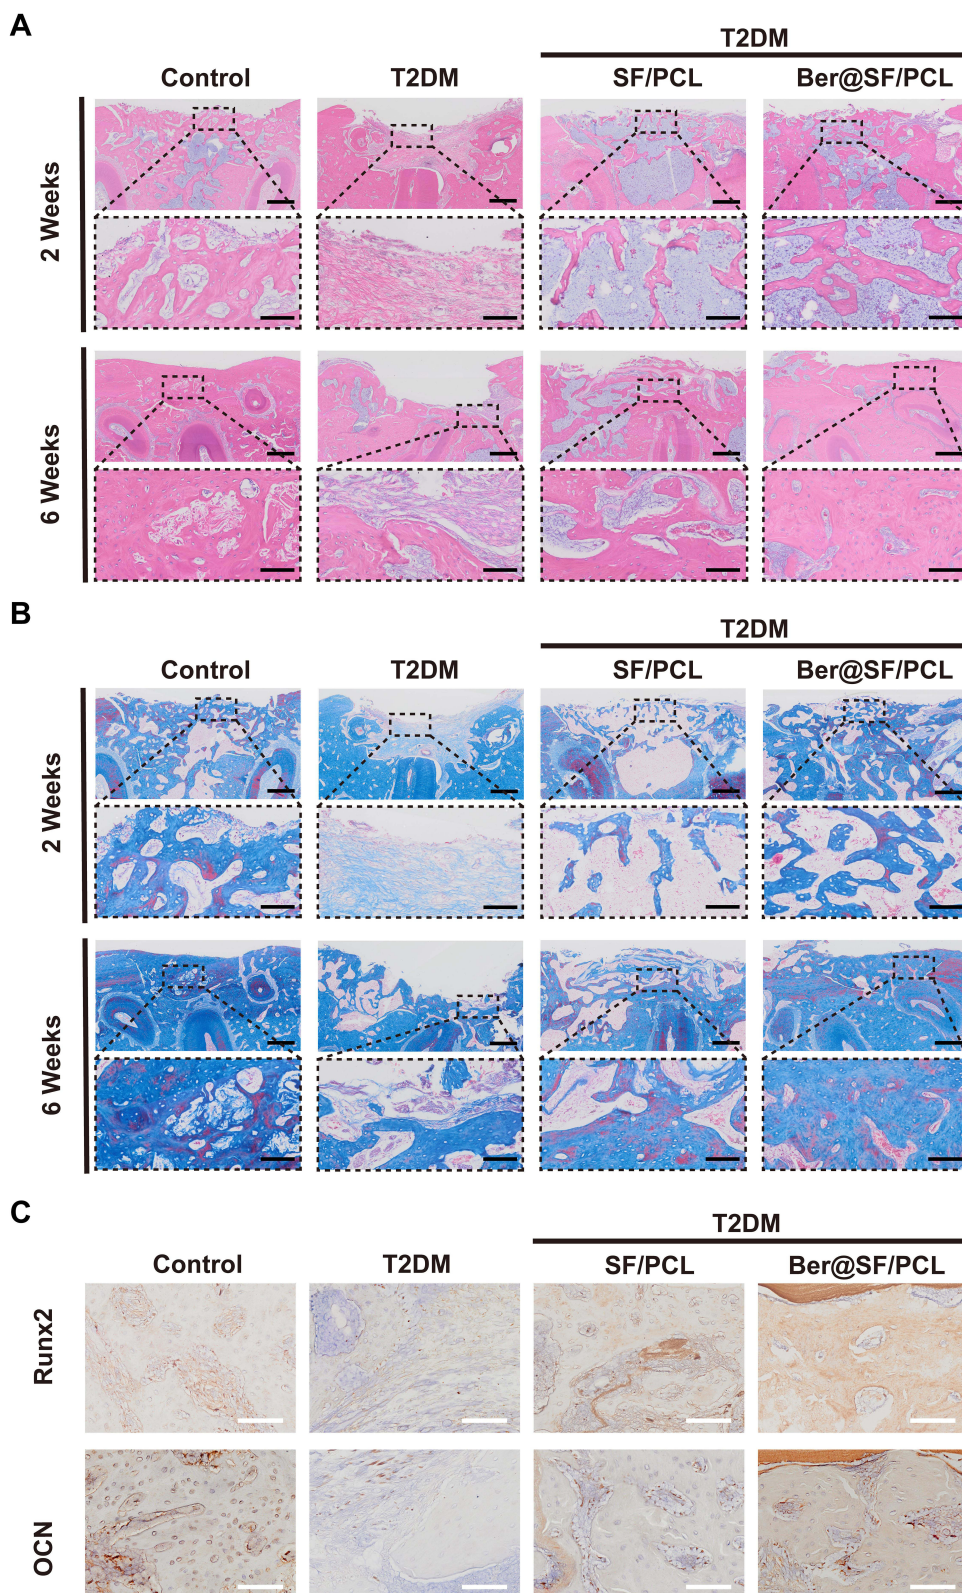 A
T2DM
Control T2DM SF/PCL Ber@SF/PCL
2 Weeks
6 Weeks
B
T2DM
Control T2DM SF/PCL Ber@SF/PCL
2 Weeks
6 Weeks
C
T2DM
Control T2DM SF/PCL Ber@SF/PCL
Runx2
OCN